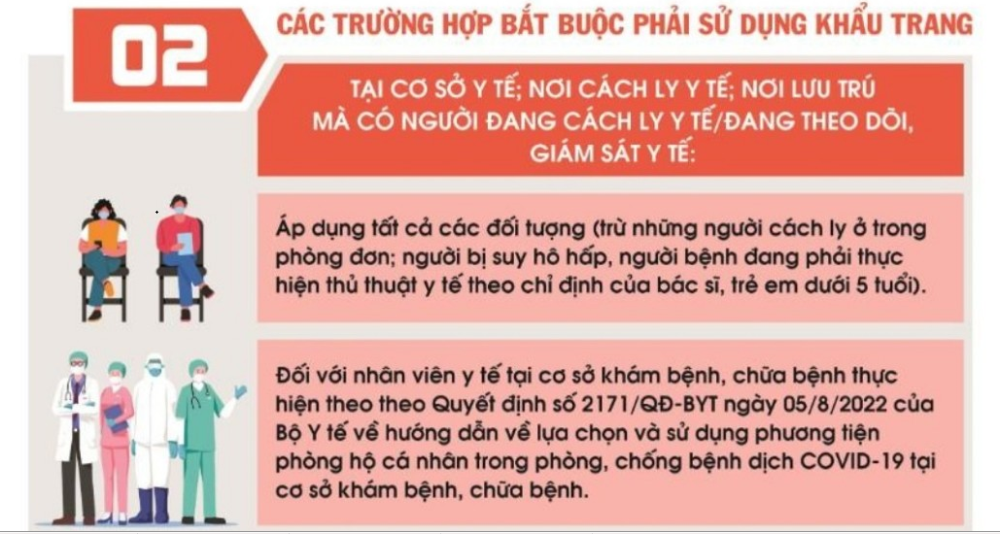 02
CÁC TRƯỜNG HỢP BẮT BUỘC PHẢI SỬ DỤNG KHẨU TRANG
TẠI CƠ SỞ Y TẾ; NƠI CÁCH LY Y TẾ; NƠI LƯU TRÚ
MÀ CÓ NGƯỜI ĐANG CÁCH LY Y TẾ/ĐANG THEO DÕI,
GIÁM SÁT Y TẾ:
Áp dụng tất cả các đối tượng (trừ những người cách ly ở trong
phòng đơn; người bị suy hô hấp, người bệnh đang phải thực
hiện thủ thuật y tế theo chỉ định của bác sĩ, trẻ em dưới 5 tuổi).
Đối với nhân viên y tế tại cơ sở khám bệnh, chữa bệnh thực
hiện theo theo Quyết định số 2171/QĐ-BYT ngày 05/8/2022 của
Bộ Y tế về hướng dẫn về lựa chọn và sử dụng phương tiện
phòng hộ cá nhân trong phòng, chống bệnh dịch COVID-19 tại
cơ sở khám bệnh, chữa bệnh.